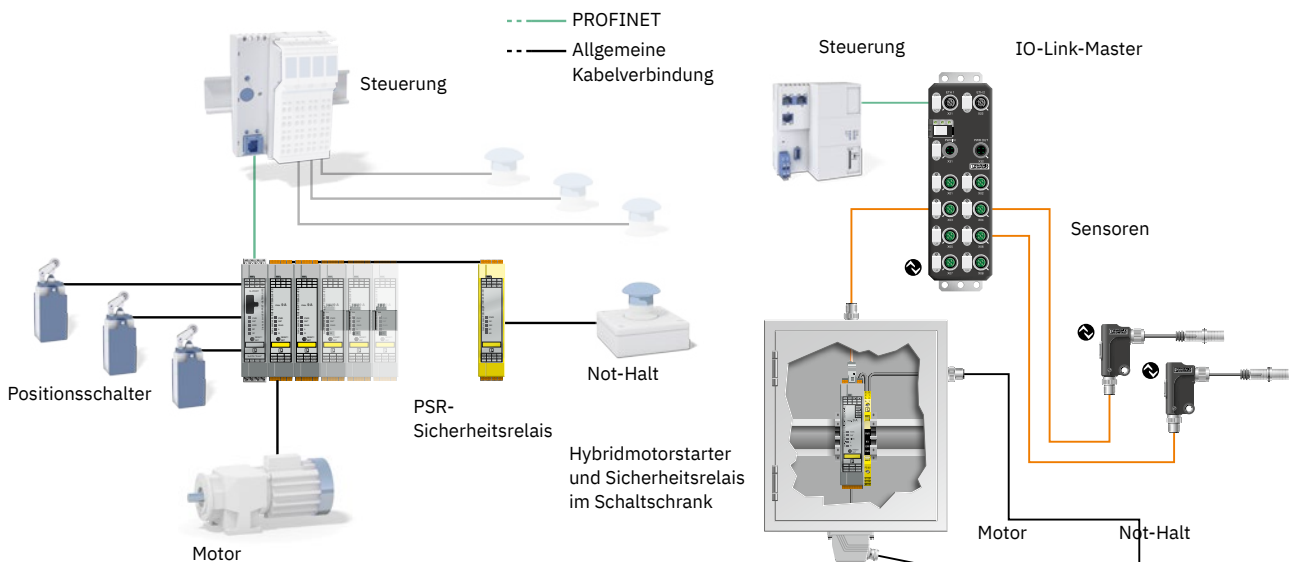 PROFINET
Allgemeine
Kabelverbindung
Steuerung
Positionsschalter
Not-Halt
PSR-
Sicherheitsrelais
Motor
Steuerung
IO-Link-Master
Sensoren
Hybridmotorstarter
und Sicherheitsrelais
im Schaltschrank
Motor
Not-Halt